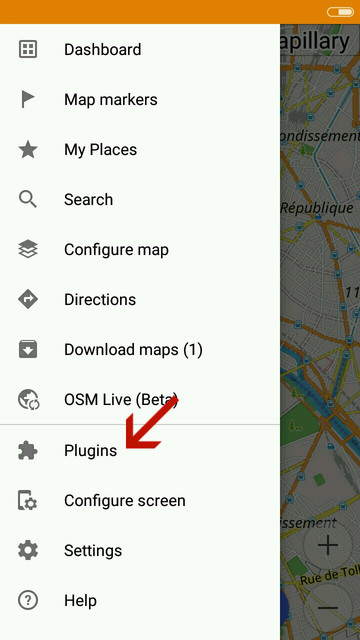 apillary
Dashboard
Map markers
My Places
Search
Configure map
Directions
Download maps (1)
OSM Live (Beta)
Plugins
Configure screen
Settings
Help
ondissement
République
11
issement
Rue de Tol